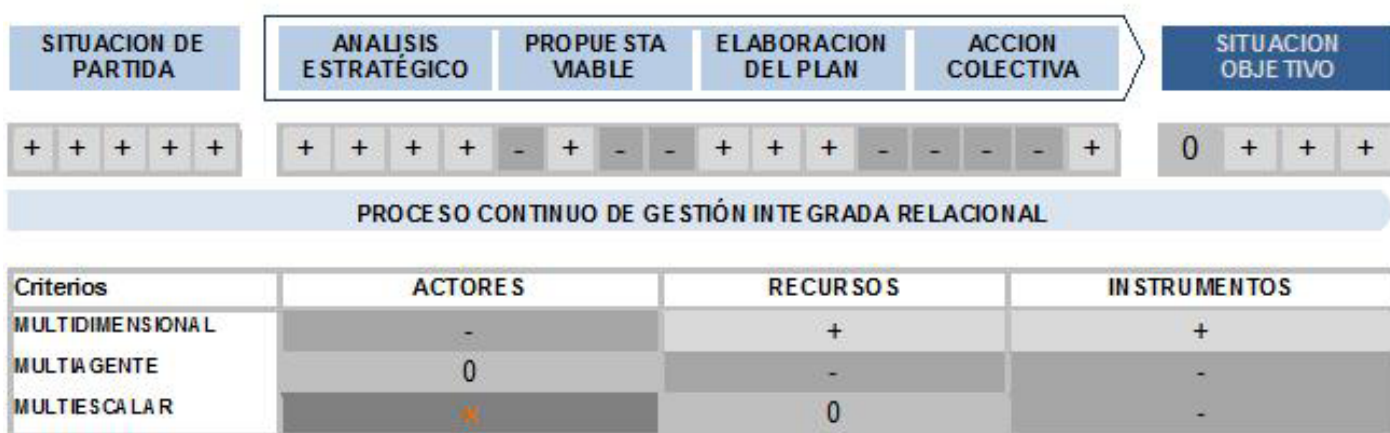 SITUACION DE PARTIDA
ANALISIS ESTRATÉGICO
PROPUESTA VIABLE
ELABORACION DEL PLAN
ACCION COLECTIVA
SITUACION OBJETIVO
+ + + + + + + + + - + - - + + + - - - - + 0 + + +
PROCESO CONTINUO DE GESTIÓN INTEGRADA RELACIONAL
Criterios ACTORES RECURSOS INSTRUMENTOS
MULTIDIMENSIONAL - + +
MULTIAGENTE 0 - -
MULTIESCALAR 0 -